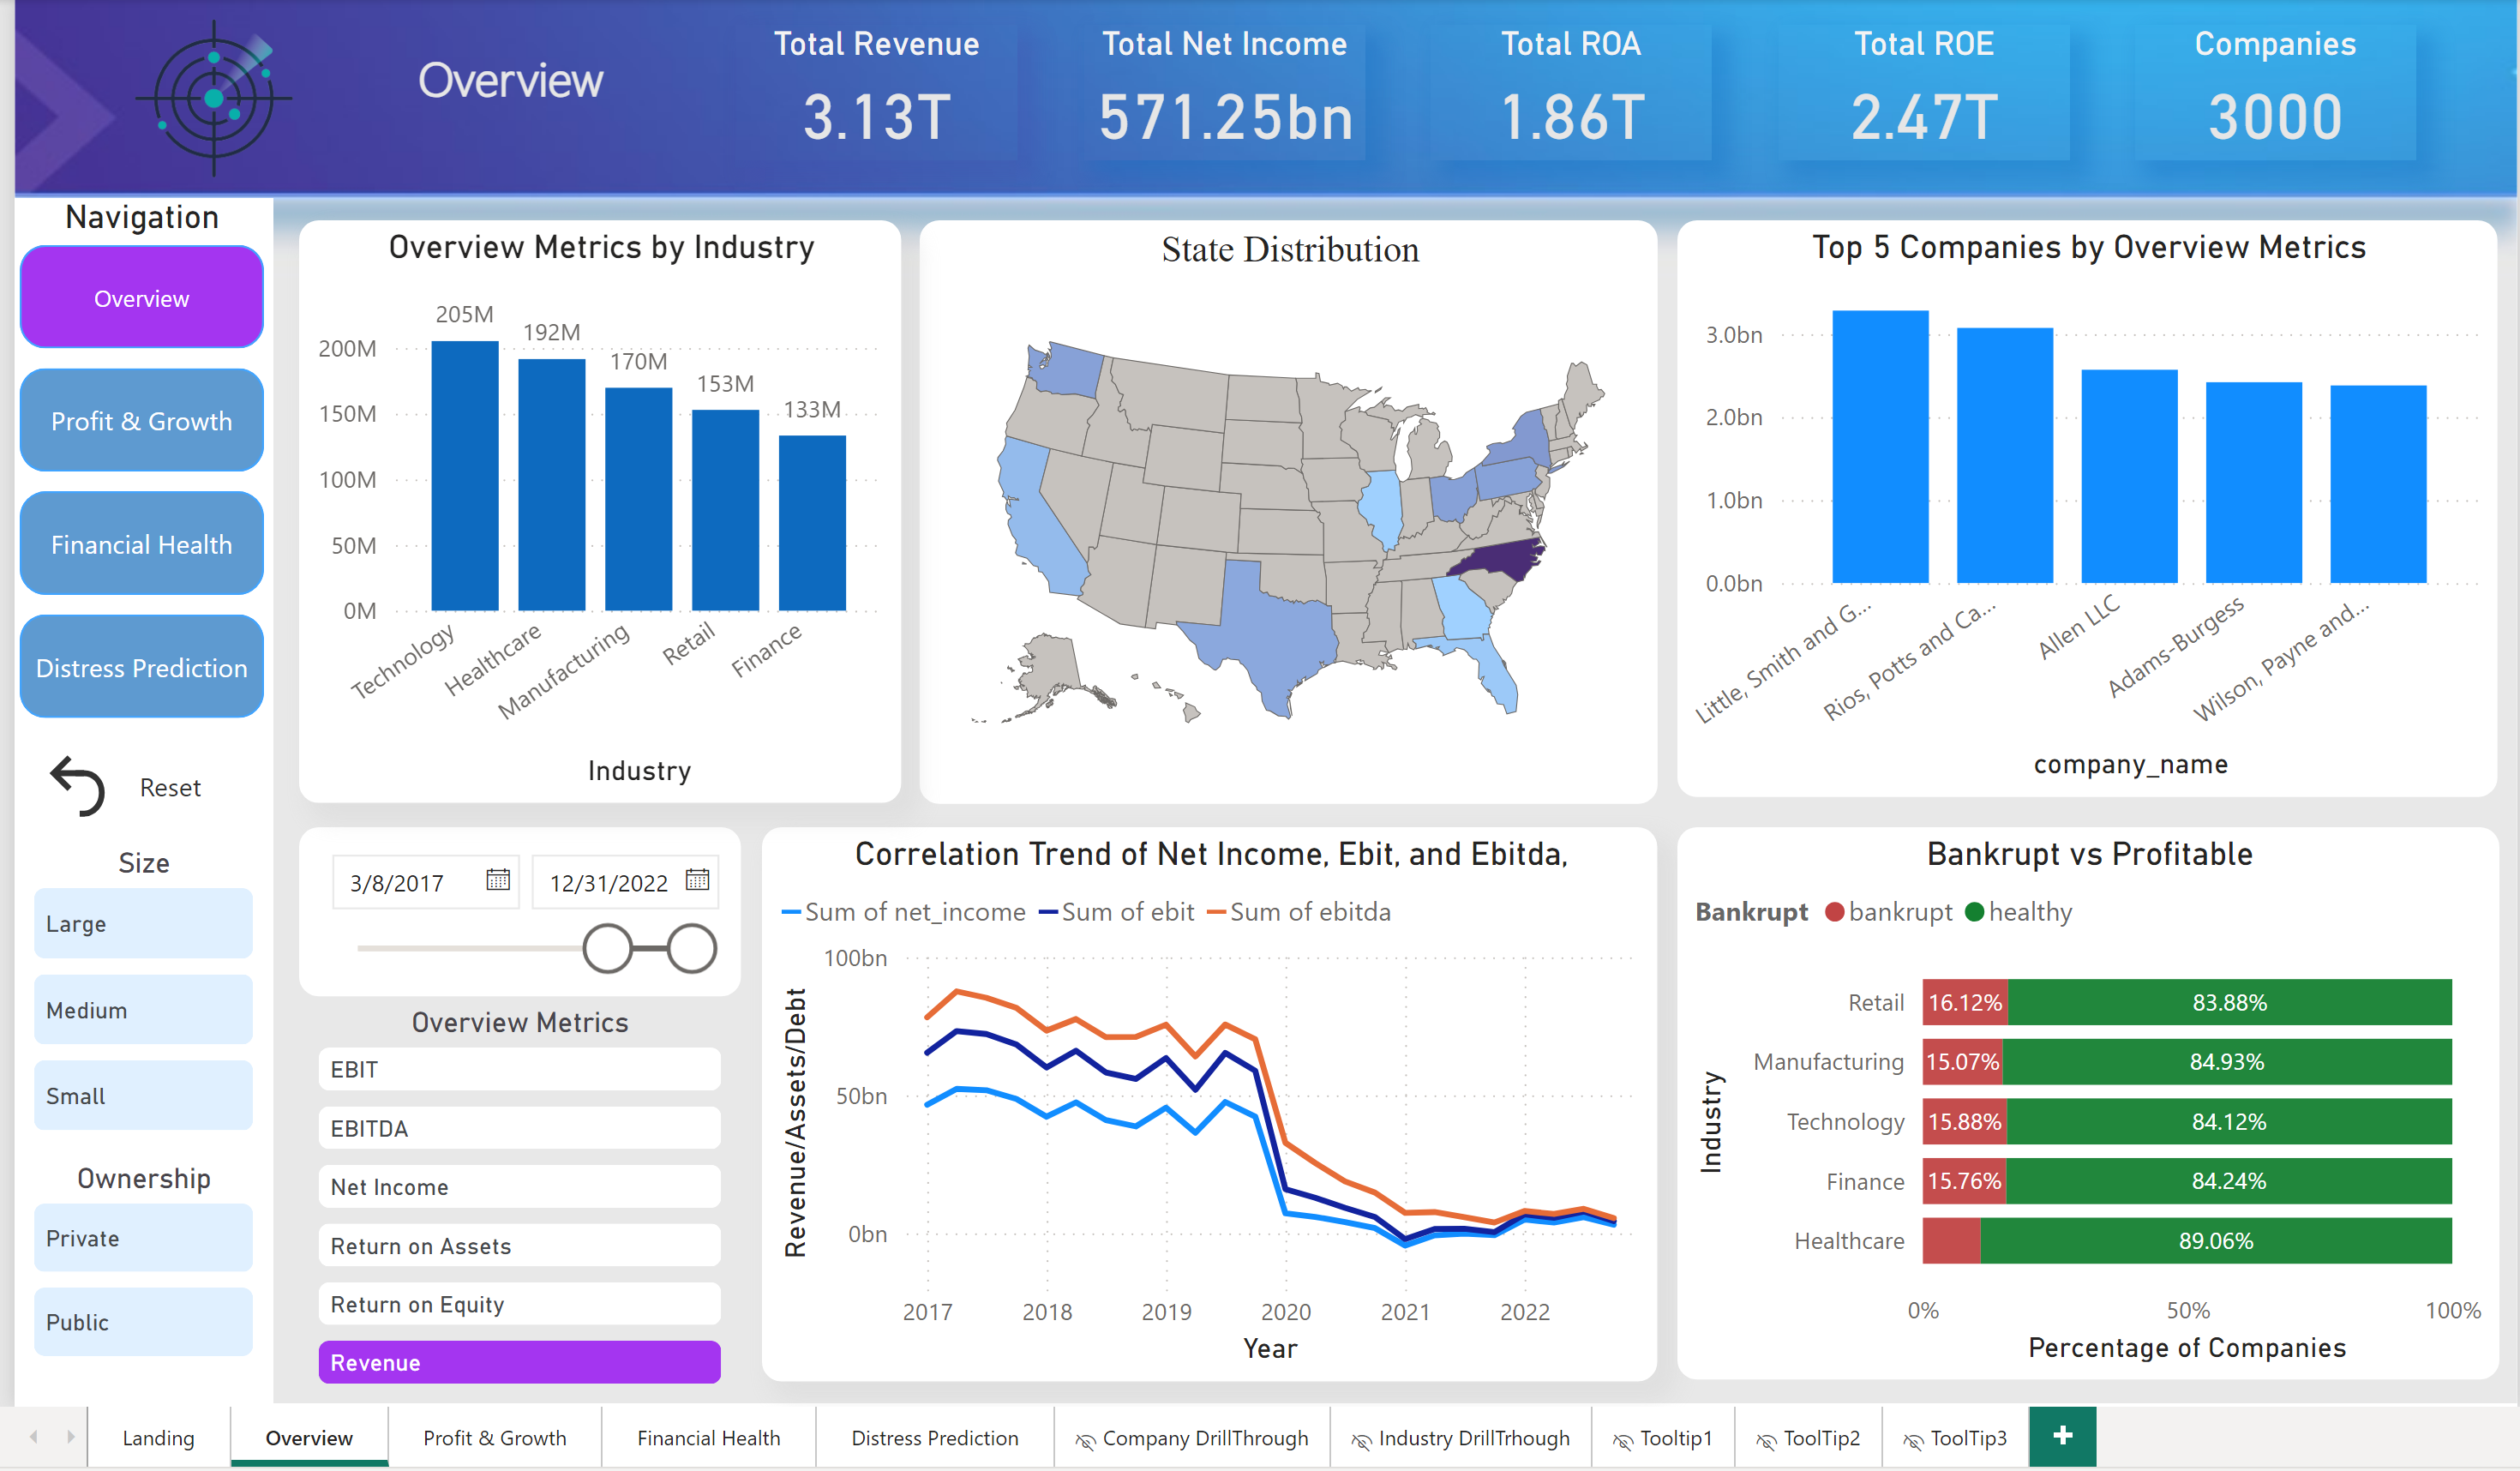 Overview
Total Revenue
3.13T
Total Net Income
571.25bn
Total ROA
1.86T
Total ROE
2.47T
Companies
3000
Navigation
Overview
Profit & Growth
Financial Health
Distress Prediction
Reset
Size
Large
Medium
Small
Ownership
Private
Public
Overview Metrics by Industry
205M
192M
170M
153M
133M
200M
150M
100M
50M
0M
Technology
Healthcare
Manufacturing
Retail
Finance
Industry
State Distribution
Top 5 Companies by Overview Metrics
3.0bn
2.0bn
1.0bn
0.0bn
Little, Smith and G...
Rios, Potts and Ca...
Allen LLC
Adams-Burgess
Wilson, Payne and...
company_name
3/8/2017
12/31/2022
Overview Metrics
EBIT
EBITDA
Net Income
Return on Assets
Return on Equity
Revenue
Correlation Trend of Net Income, Ebit, and Ebitda,
Sum of net_income
Sum of ebit
Sum of ebitda
Revenue/Assets/Debt
100bn
50bn
0bn
2017
2018
2019
2020
2021
2022
Year
Bankrupt vs Profitable
Bankrupt
bankrupt
healthy
Industry
Retail
16.12%
83.88%
Manufacturing
15.07%
84.93%
Technology
15.88%
84.12%
Finance
15.76%
84.24%
Healthcare
89.06%
0%
50%
100%
Percentage of Companies
Landing
Overview
Profit & Growth
Financial Health
Distress Prediction
Company DrillThrough
Industry DrillTrhough
Tooltip1
ToolTip2
ToolTip3
+